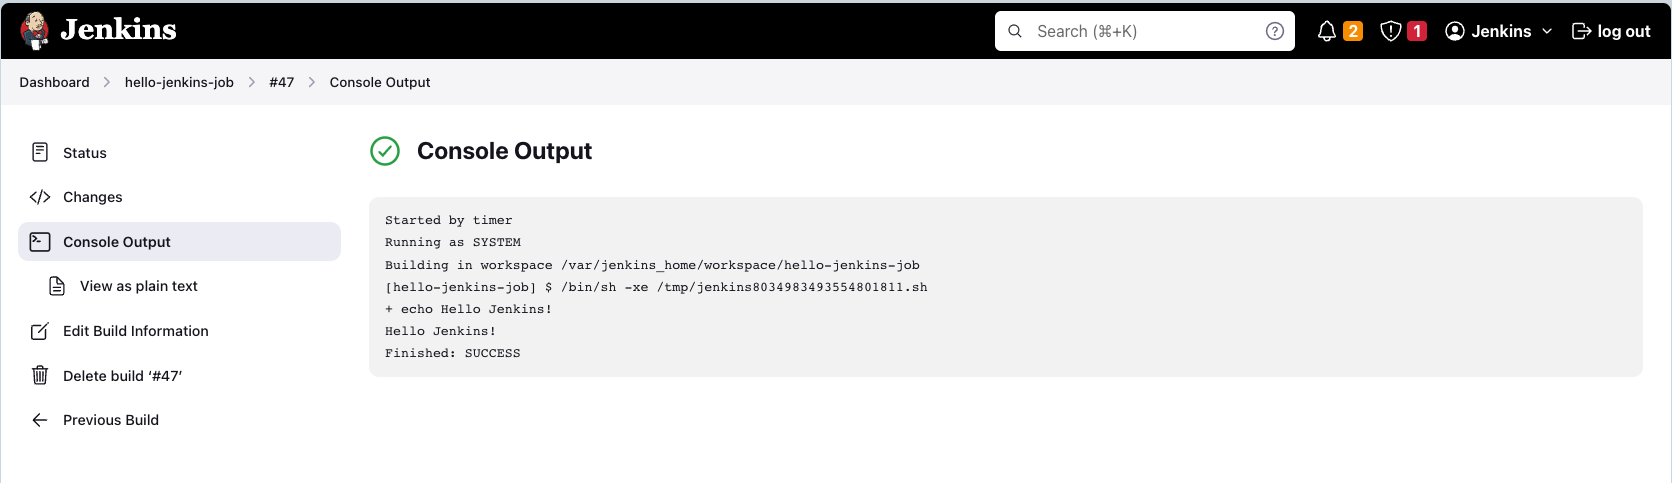 Jenkins
Search (⌘+K)
2
1
Jenkins
log out
Dashboard > hello-jenkins-job > #47 > Console Output
Status
Changes
Console Output
View as plain text
Edit Build Information
Delete build ‘#47’
Previous Build
Console Output
Started by timer
Running as SYSTEM
Building in workspace /var/jenkins_home/workspace/hello-jenkins-job
[hello-jenkins-job] $ /bin/sh -xe /tmp/jenkins8034983493554801811.sh
+ echo Hello Jenkins!
Hello Jenkins!
Finished: SUCCESS